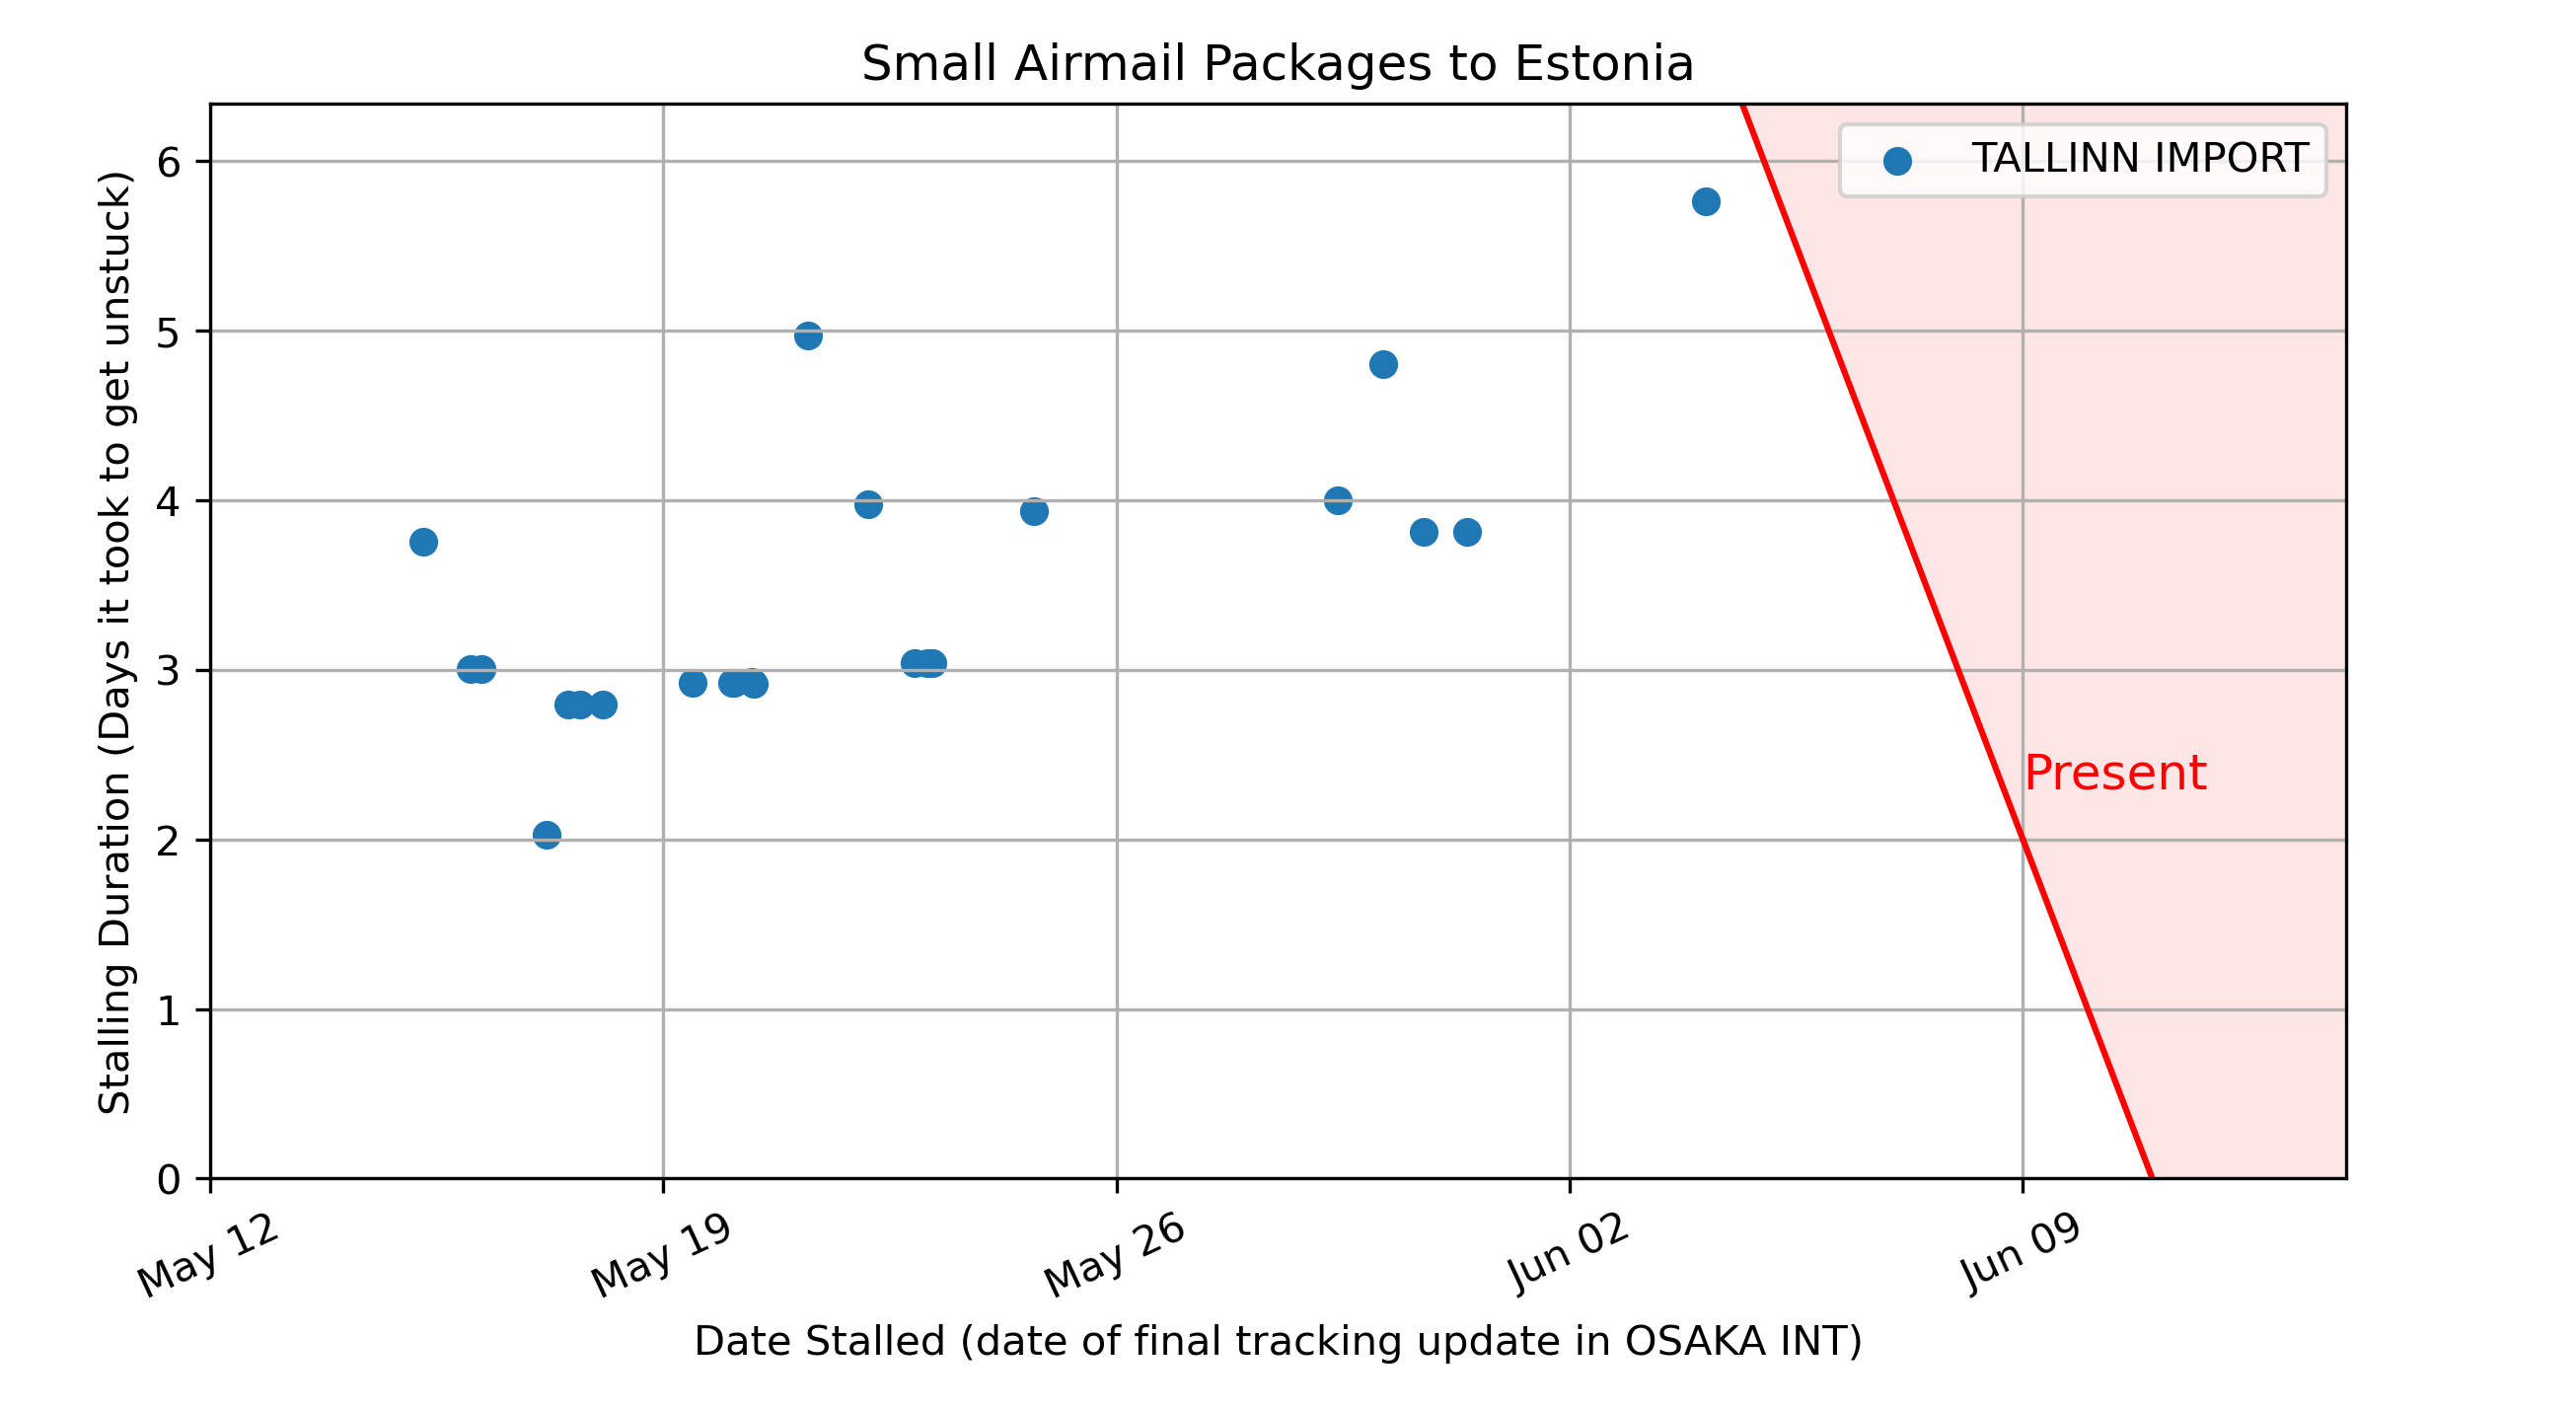 Small Airmail Packages to Estonia
TALLINN IMPORT
Stalling Duration (Days it took to get unstuck)
6
5
4
3
2
1
0
Present
May 12
May 19
May 26
Jun 02
Jun 09
Date Stalled (date of final tracking update in OSAKA INT)